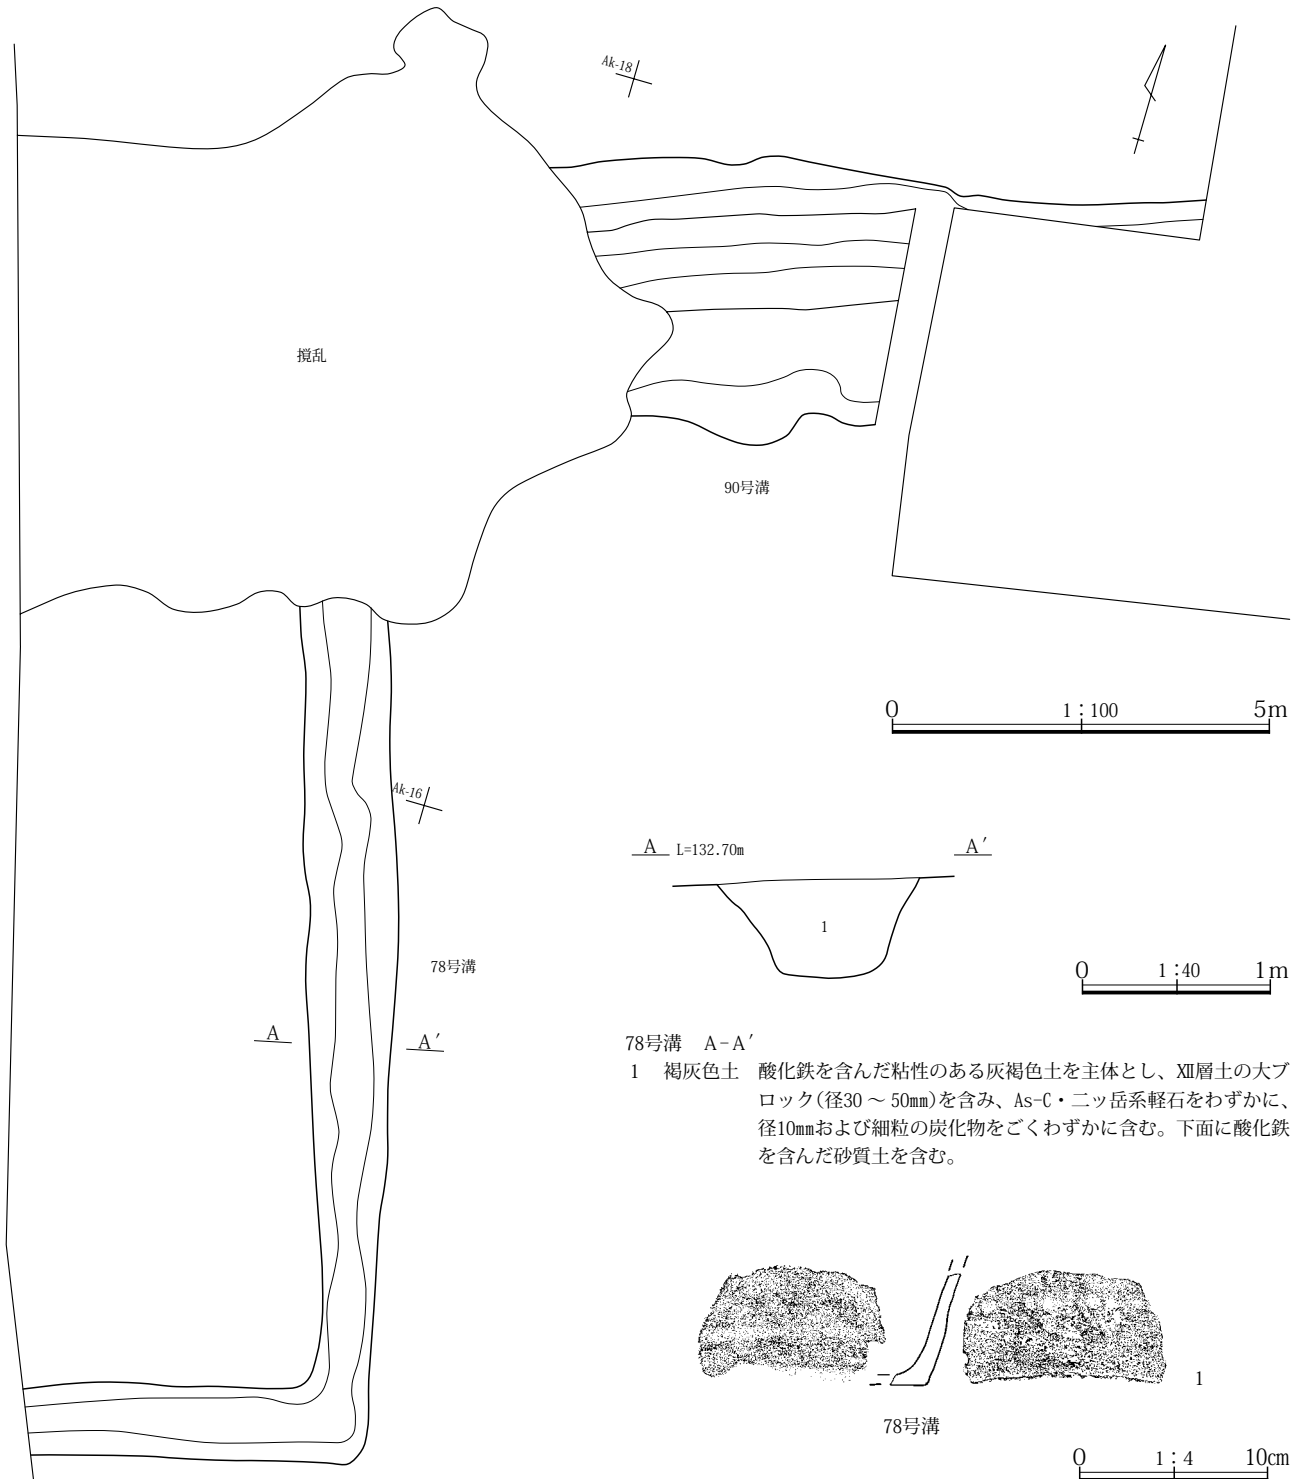 Ak-18
撹乱
90号溝
0 1：100 5m
Ak-16
A L=132.70m A′
1
78号溝
0 1：40 1m
A A′
78号溝 A-A′
1 褐灰色土 酸化鉄を含んだ粘性のある灰褐色土を主体とし、Ⅻ層土の大ブ
ロック（径30 ～ 50㎜）を含み、As-C・二ッ岳系軽石をわずかに、
径10㎜および細粒の炭化物をごくわずかに含む。下面に酸化鉄
を含んだ砂質土を含む。
1
78号溝
0 1：4 10㎝